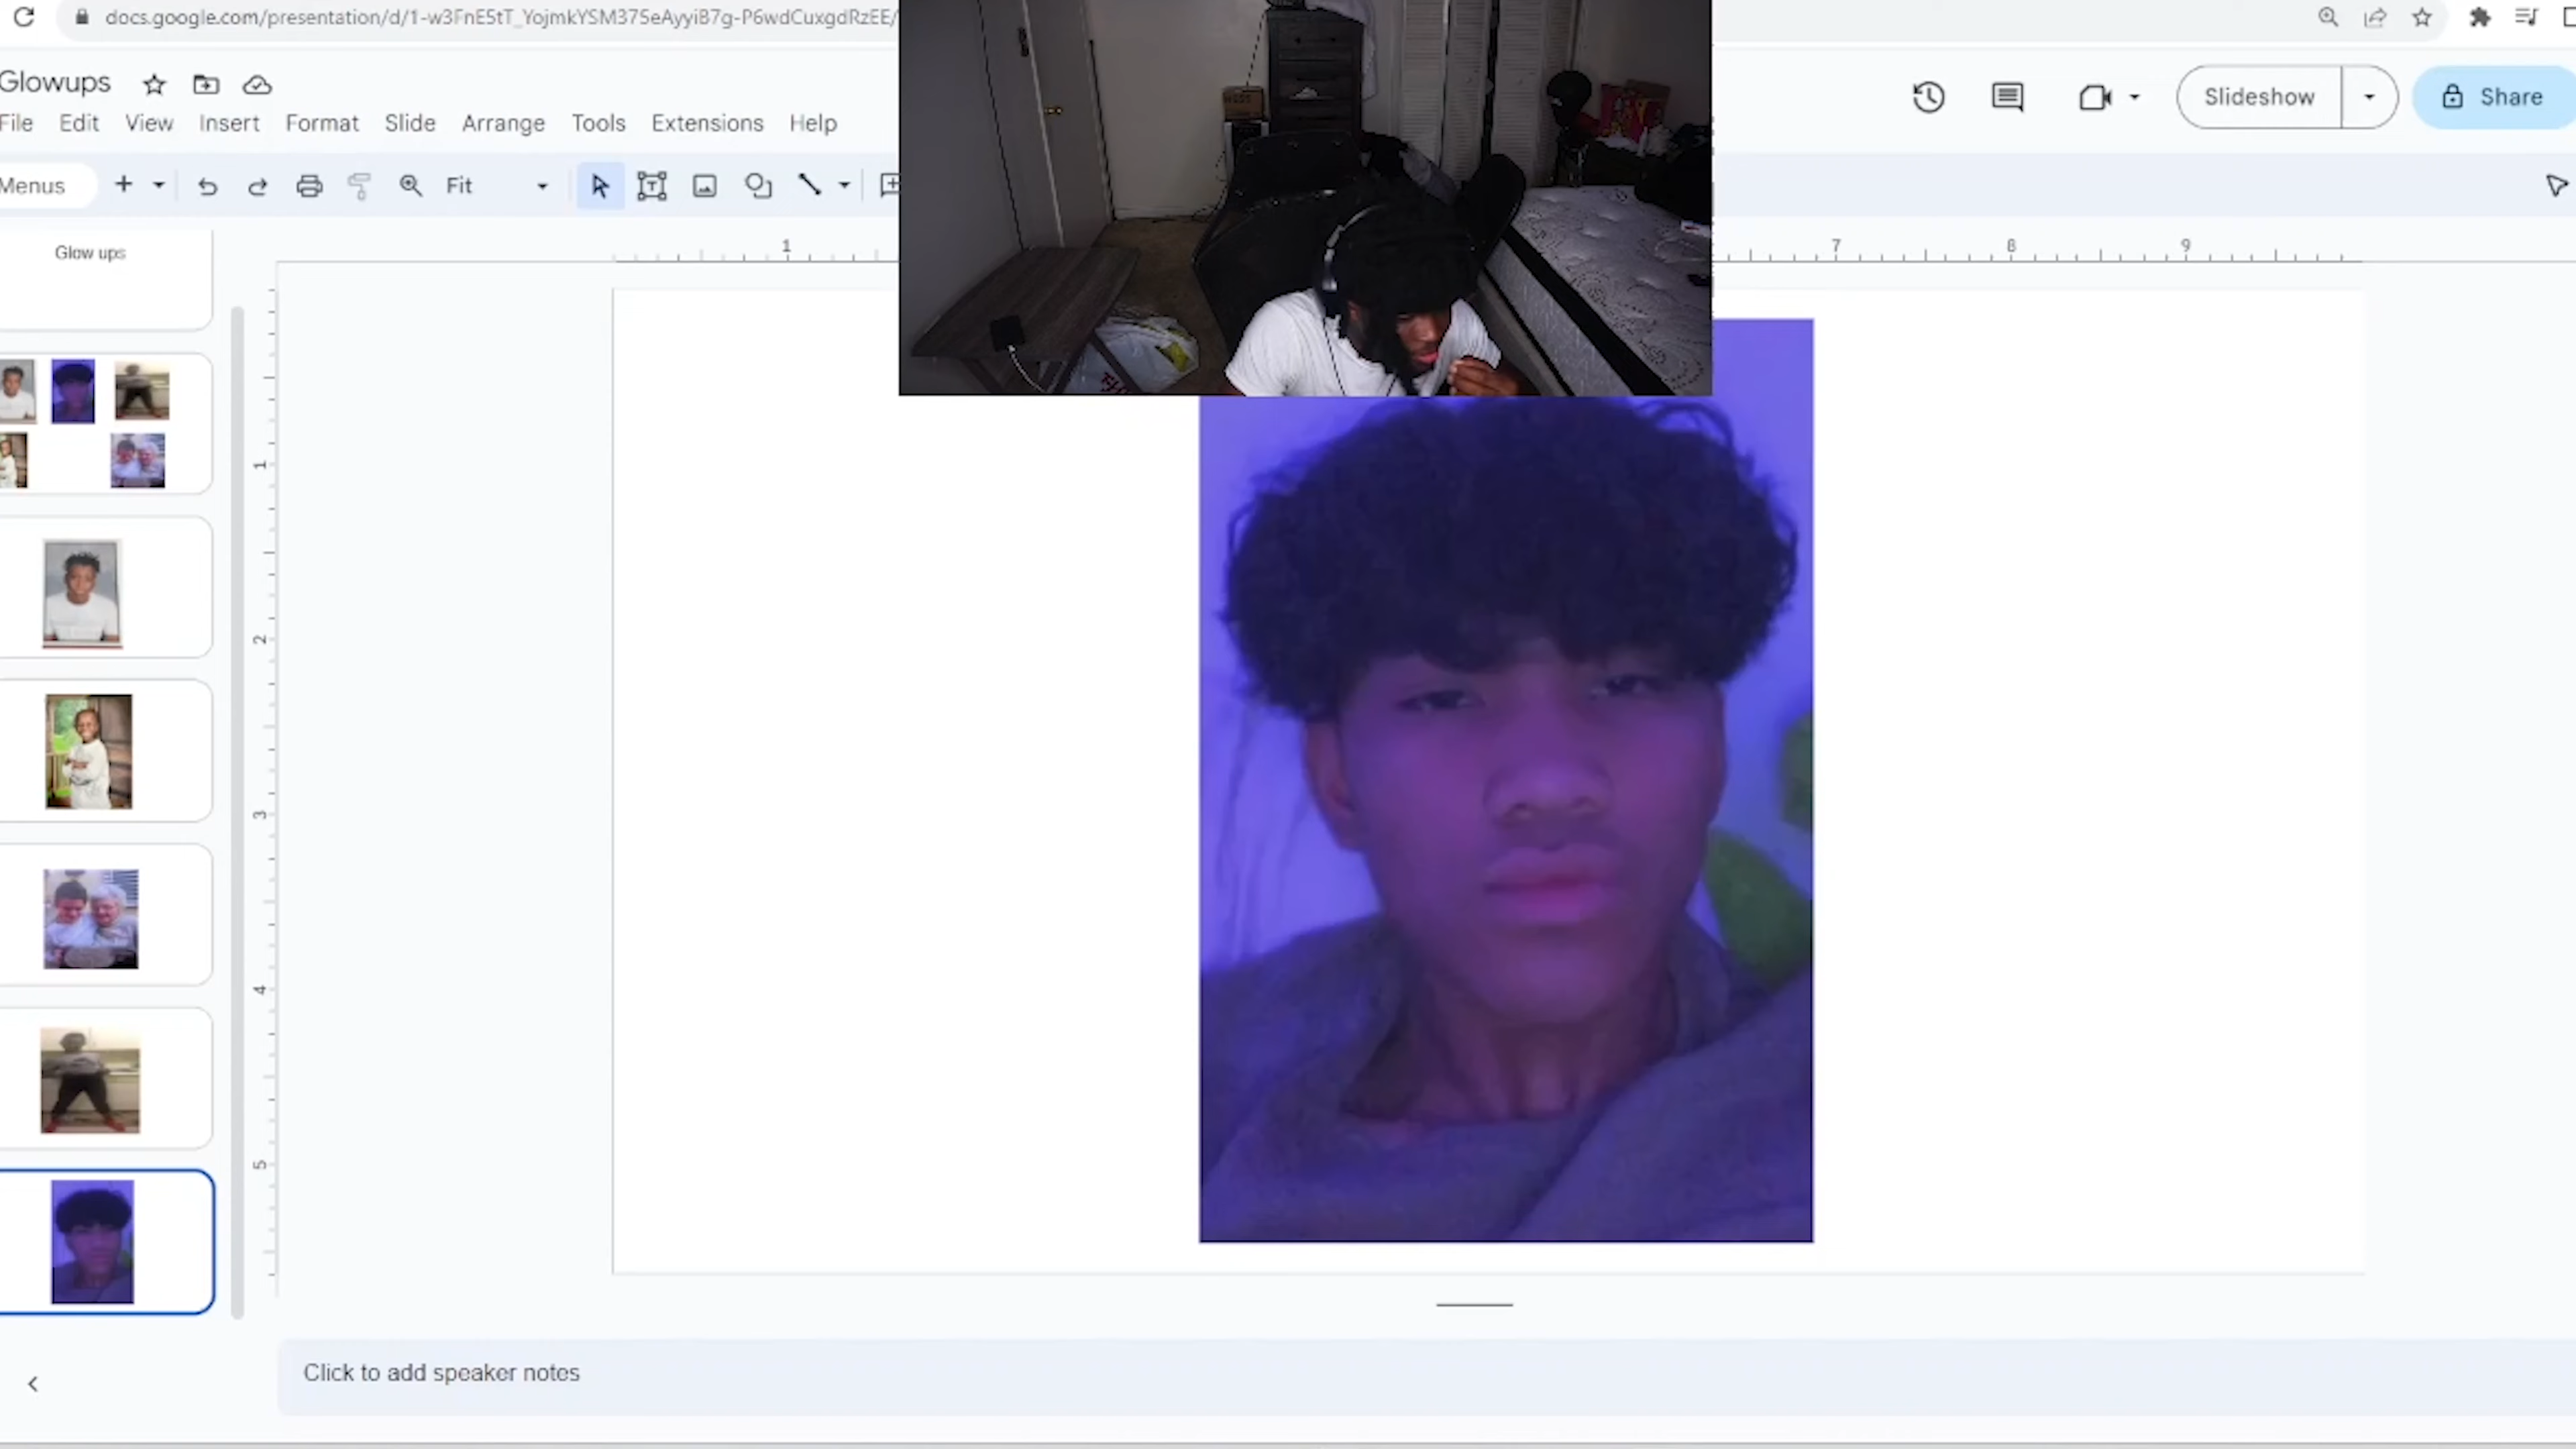 docs.google.com/presentation/d/1-w3FnE5tT_YojmkYSM375eAyyiB7g-P6wdCuxgdRzEE/
Glowups
File Edit View Insert Format Slide Arrange Tools Extensions Help
Slideshow
Share
Menus
Fit
1 7 8 9
Glow ups
1
2
3
4
5
Click to add speaker notes